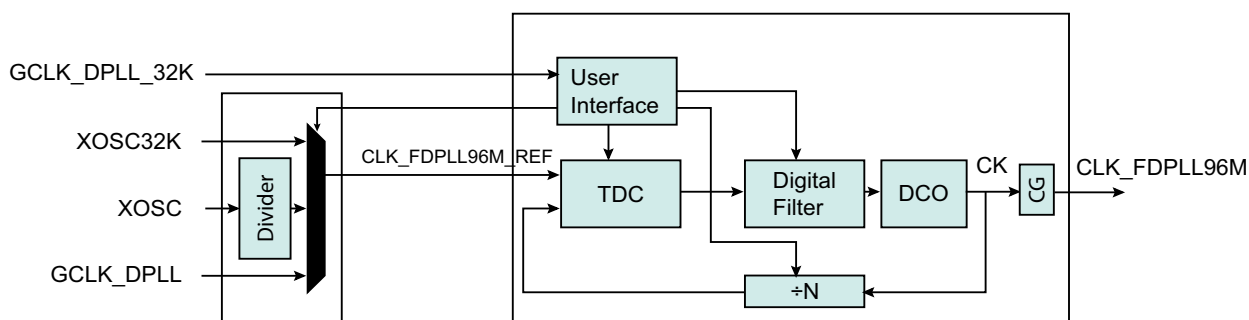 GCLK_DPLL_32K
User
Interface
XOSC32K
CLK_FDPLL96M_REF
Divider
XOSC
TDC
Digital
Filter
DCO
CK
CG
CLK_FDPLL96M
GCLK_DPLL
÷N